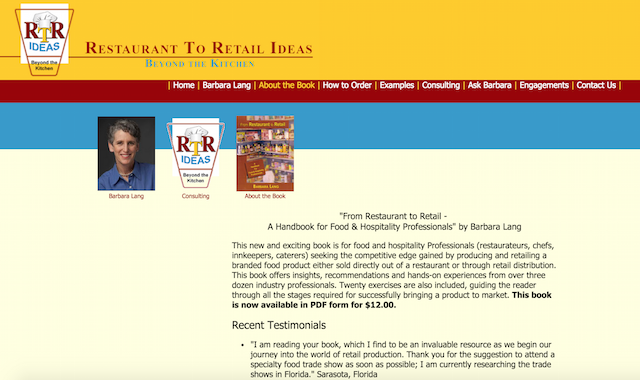 RTR
IDEAS
Beyond the
Kitchen
RESTAURANT TO RETAIL IDEAS
BEYOND THE KITCHEN
| Home | Barbara Lang | About the Book | How to Order | Examples | Consulting | Ask Barbara | Engagements | Contact Us |
RTR
IDEAS
Beyond the
Kitchen
From Restaurant to Retail
BARBARA LANG
Barbara Lang
Consulting
About the Book
"From Restaurant to Retail -
A Handbook for Food & Hospitality Professionals" by Barbara Lang
This new and exciting book is for food and hospitality Professionals (restaurateurs, chefs,
innkeepers, caterers) seeking the competitive edge gained by producing and retailing a
branded food product either sold directly out of a restaurant or through retail distribution.
This book offers insights, recommendations and hands-on experiences from over three
dozen industry professionals. Twenty exercises are also included, guiding the reader
through all the stages required for successfully bringing a product to market. This book
is now available in PDF form for $12.00.
Recent Testimonials
• "I am reading your book, which I find to be an invaluable resource as we begin our
journey into the world of retail production. Thank you for the suggestion to attend a
specialty food trade show as soon as possible; I am currently researching the trade
shows in Florida." Sarasota, Florida